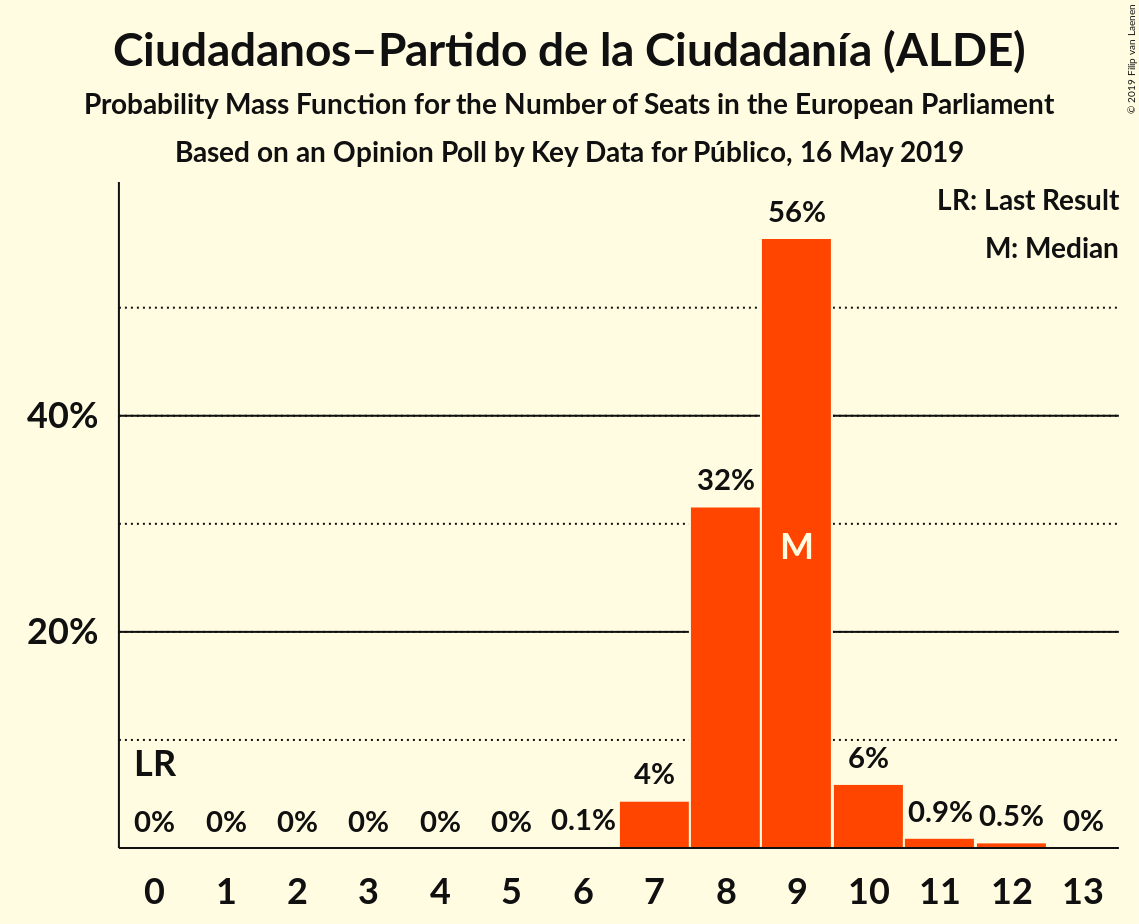 Ciudadanos–Partido de la Ciudadanía (ALDE)
Probability Mass Function for the Number of Seats in the European Parliament
Based on an Opinion Poll by Key Data for Público, 16 May 2019
© 2019 Filip van Laenen
LR: Last Result
M: Median
56%
40%
32%
M
20%
LR
0% 0% 0% 0% 0% 0% 0.1% 4% 6% 0.9% 0.5% 0%
0 1 2 3 4 5 6 7 8 9 10 11 12 13